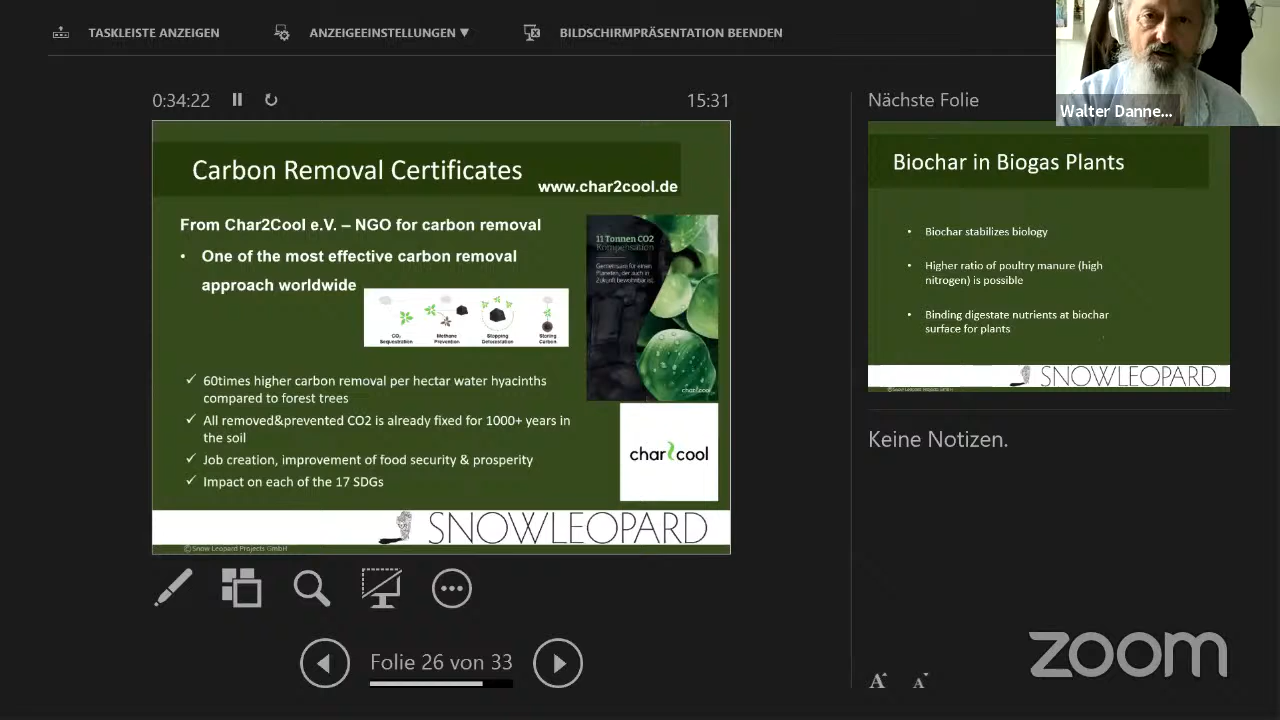 TASKLEISTE ANZEIGEN
ANZEIGEEINSTELLUNGEN ▼
BILDSCHIRMPRÄSENTATION BEENDEN
Walter Danne...
0:34:22
15:31
Nächste Folie
Carbon Removal Certificates
www.char2cool.de
From Char2Cool e.V. – NGO for carbon removal
• One of the most effective carbon removal
approach worldwide
11 Tonnen CO2
Kompensation
Gemeinsam für einen
Planeten, der auch in
Zukunft bewohnbar ist.
char2cool
CO₂
Sequestration
Methane
Prevention
Stopping
Deforestation
Storing
Carbon
✓ 60times higher carbon removal per hectar water hyacinths
compared to forest trees
✓ All removed&prevented CO2 is already fixed for 1000+ years in
the soil
✓ Job creation, improvement of food security & prosperity
✓ Impact on each of the 17 SDGs
char2cool
SNOWLEOPARD
©Snow Leopard Projects GmbH
Biochar in Biogas Plants
• Biochar stabilizes biology
• Higher ratio of poultry manure (high
nitrogen) is possible
• Binding digestate nutrients at biochar
surface for plants
SNOWLEOPARD
©Snow Leopard Projects GmbH
Keine Notizen.
Folie 26 von 33
A A
zoom